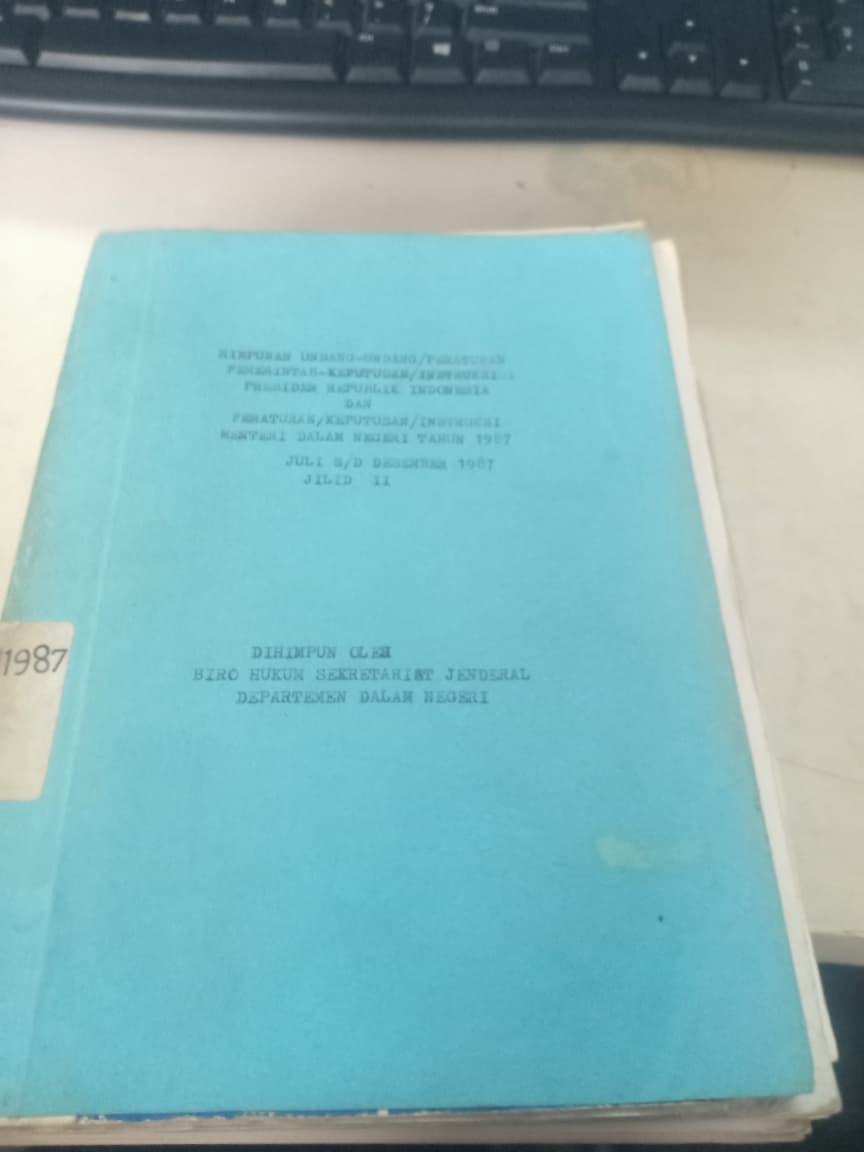 HIMPUNAN UNDANG-UNDANG/PERATURAN
PEMERINTAH-KEPUTUSAN/INSTRUKSI
PRESIDEN REPUBLIK INDONESIA
DAN
PERATURAN/KEPUTUSAN/INSTRUKSI
MENTERI DALAM NEGERI TAHUN 1987
JULI S/D DESEMBER 1987
JILID II
1987
DIHIMPUN OLEH
BIRO HUKUM SEKRETARIAT JENDERAL
DEPARTEMEN DALAM NEGERI